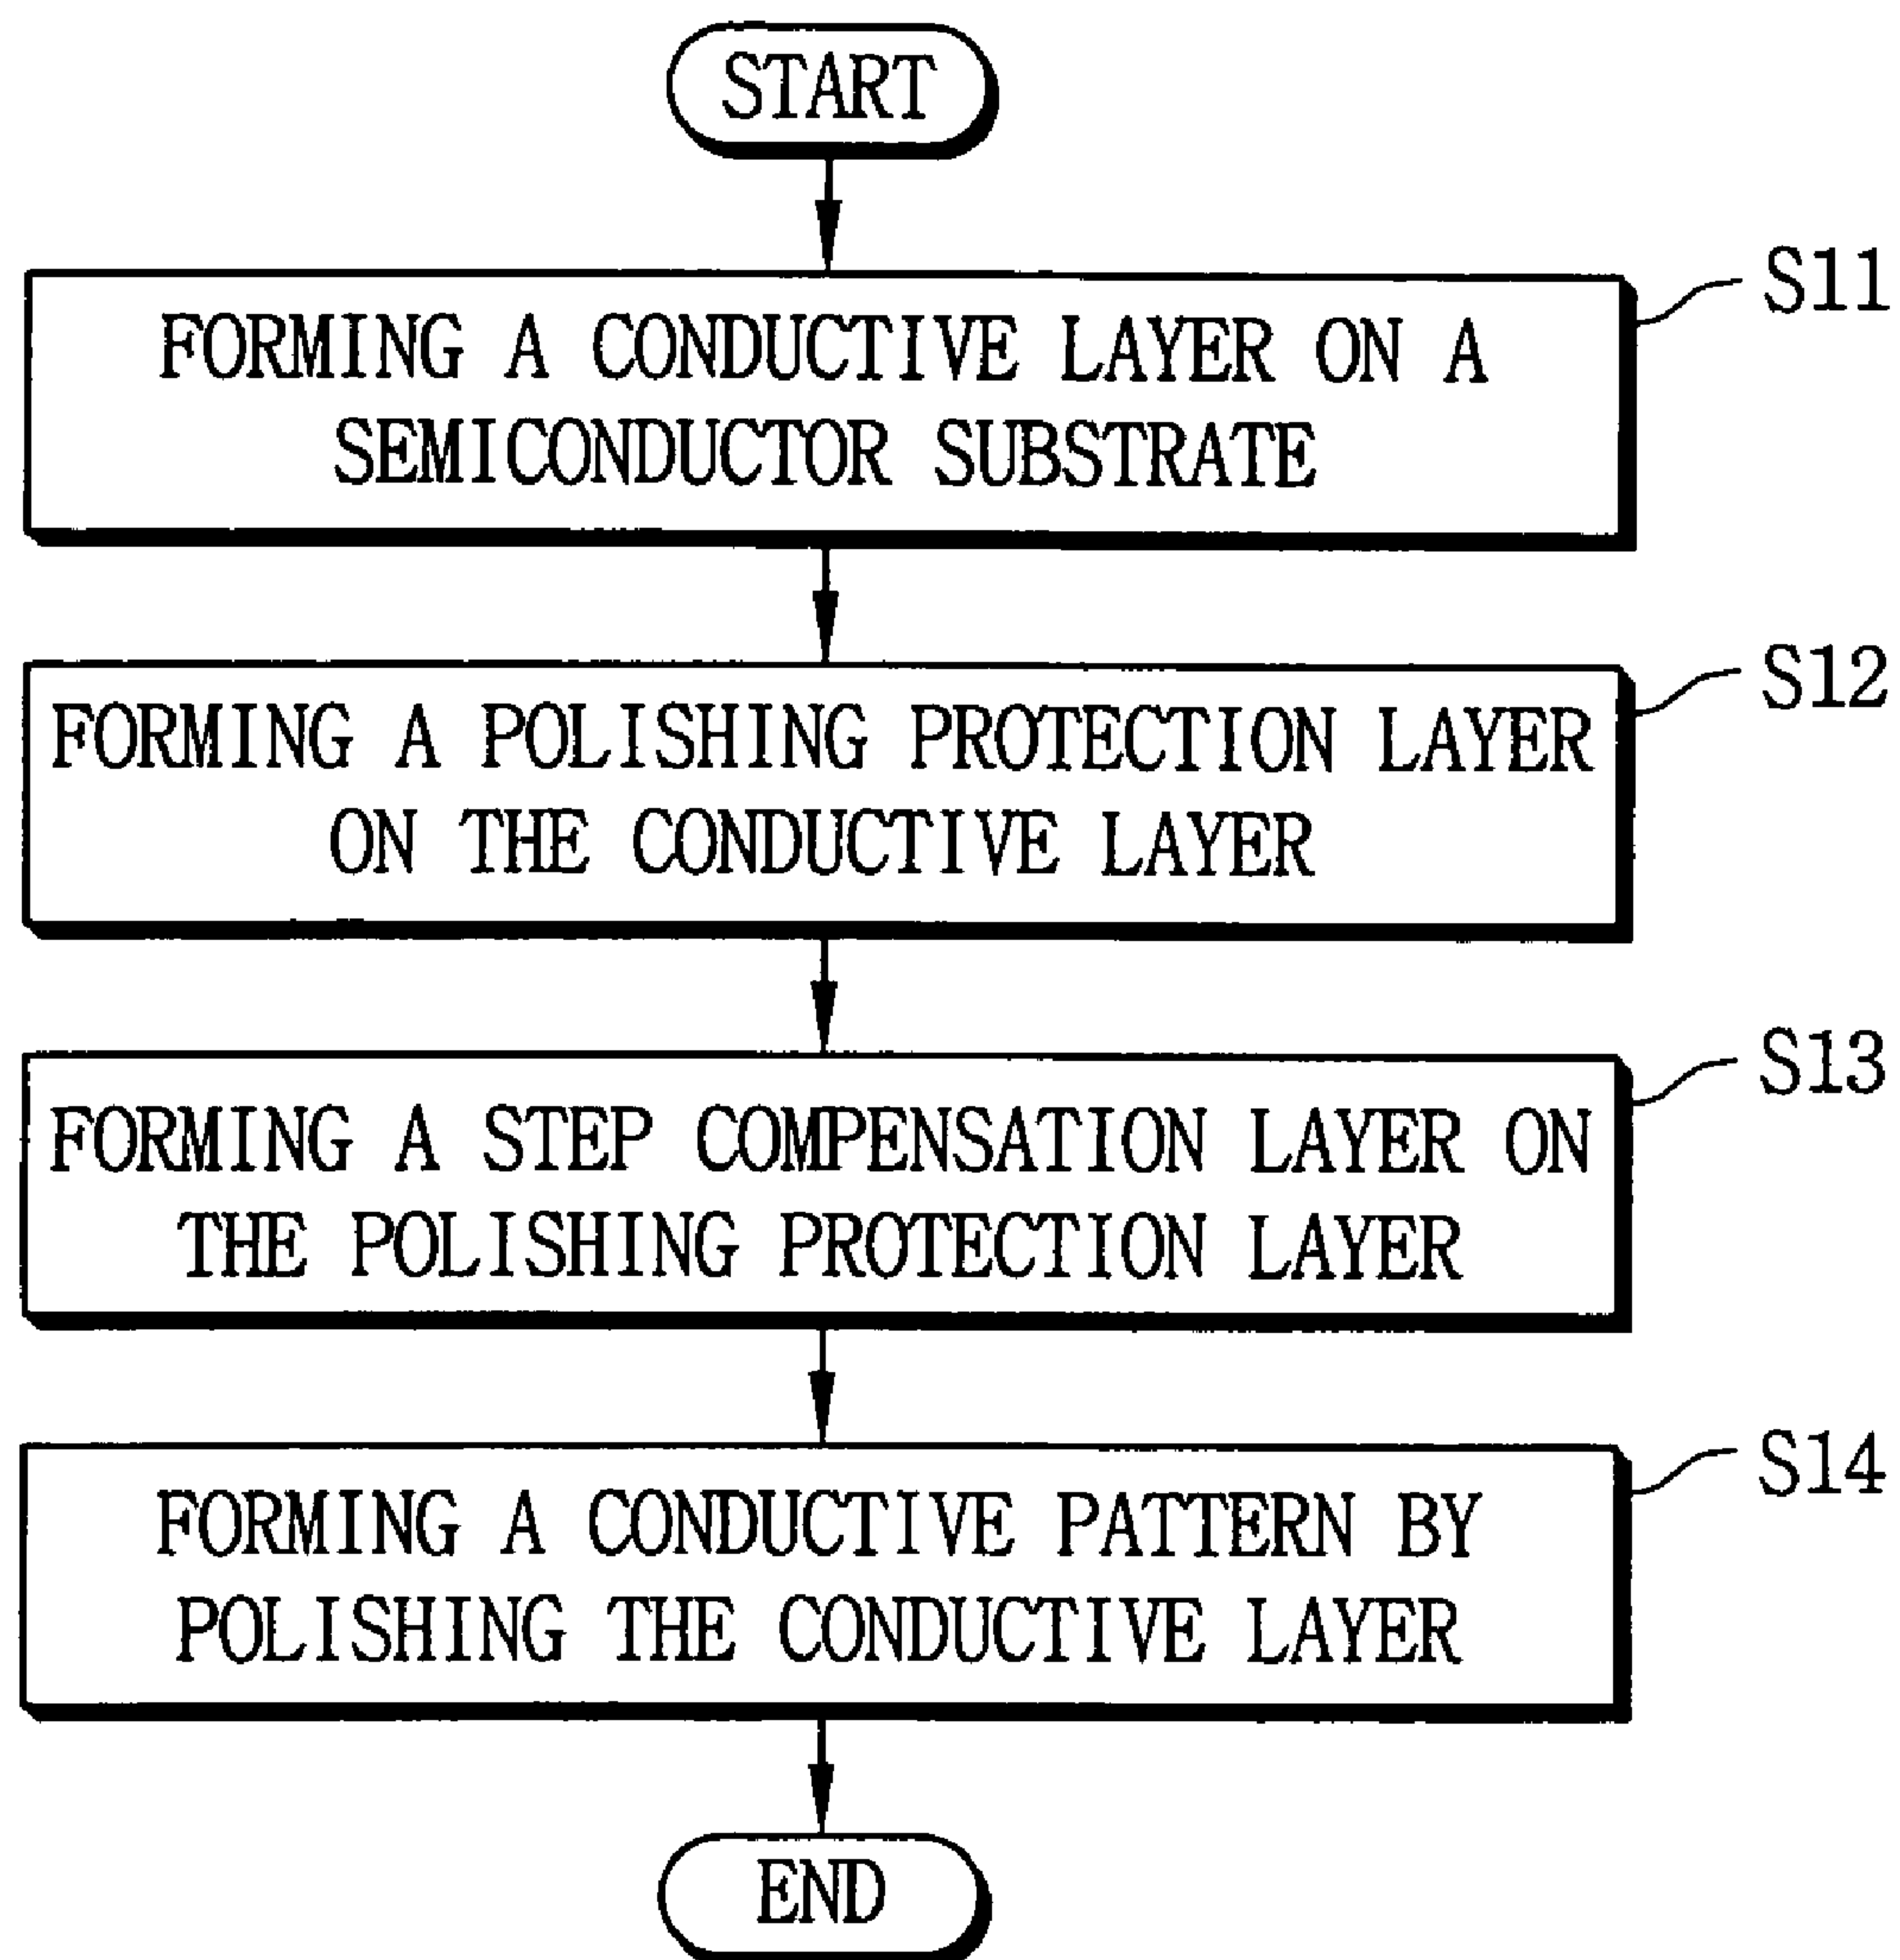 START
S11
FORMING A CONDUCTIVE LAYER ON A
SEMICONDUCTOR SUBSTRATE
S12
FORMING A POLISHING PROTECTION LAYER
ON THE CONDUCTIVE LAYER
S13
FORMING A STEP COMPENSATION LAYER ON
THE POLISHING PROTECTION LAYER
S14
FORMING A CONDUCTIVE PATTERN BY
POLISHING THE CONDUCTIVE LAYER
END